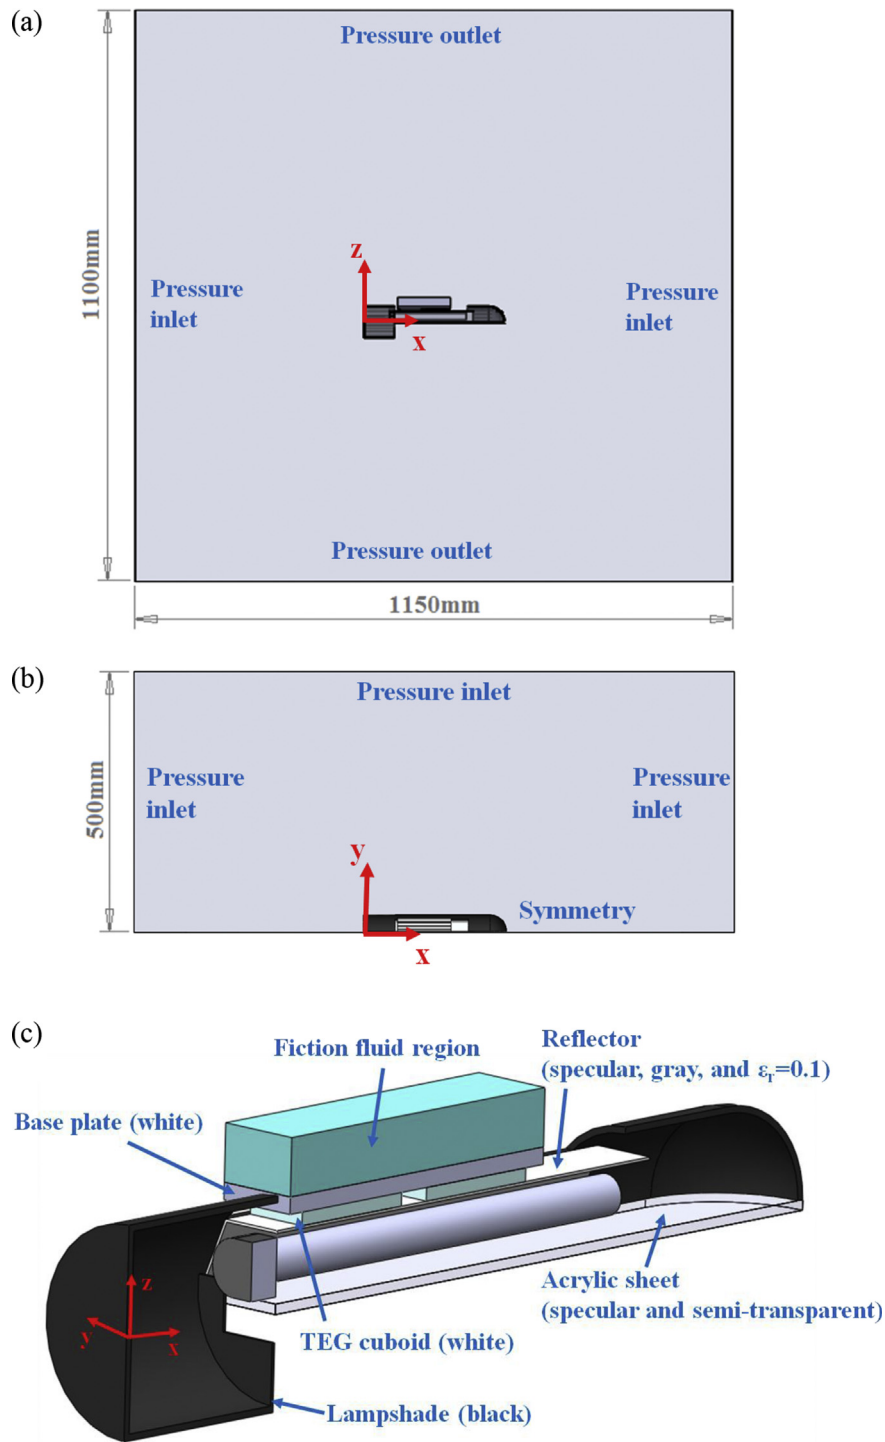 (a)
Pressure outlet
1100mm
z
Pressure
inlet
Pressure
inlet
x
Pressure outlet
1150mm
(b)
Pressure inlet
500mm
Pressure
inlet
Pressure
inlet
y
Symmetry
x
(c)
Fiction fluid region
Reflector
(specular, gray, and εr=0.1)
Base plate (white)
z
y
x
Acrylic sheet
(specular and semi-transparent)
TEG cuboid (white)
Lampshade (black)